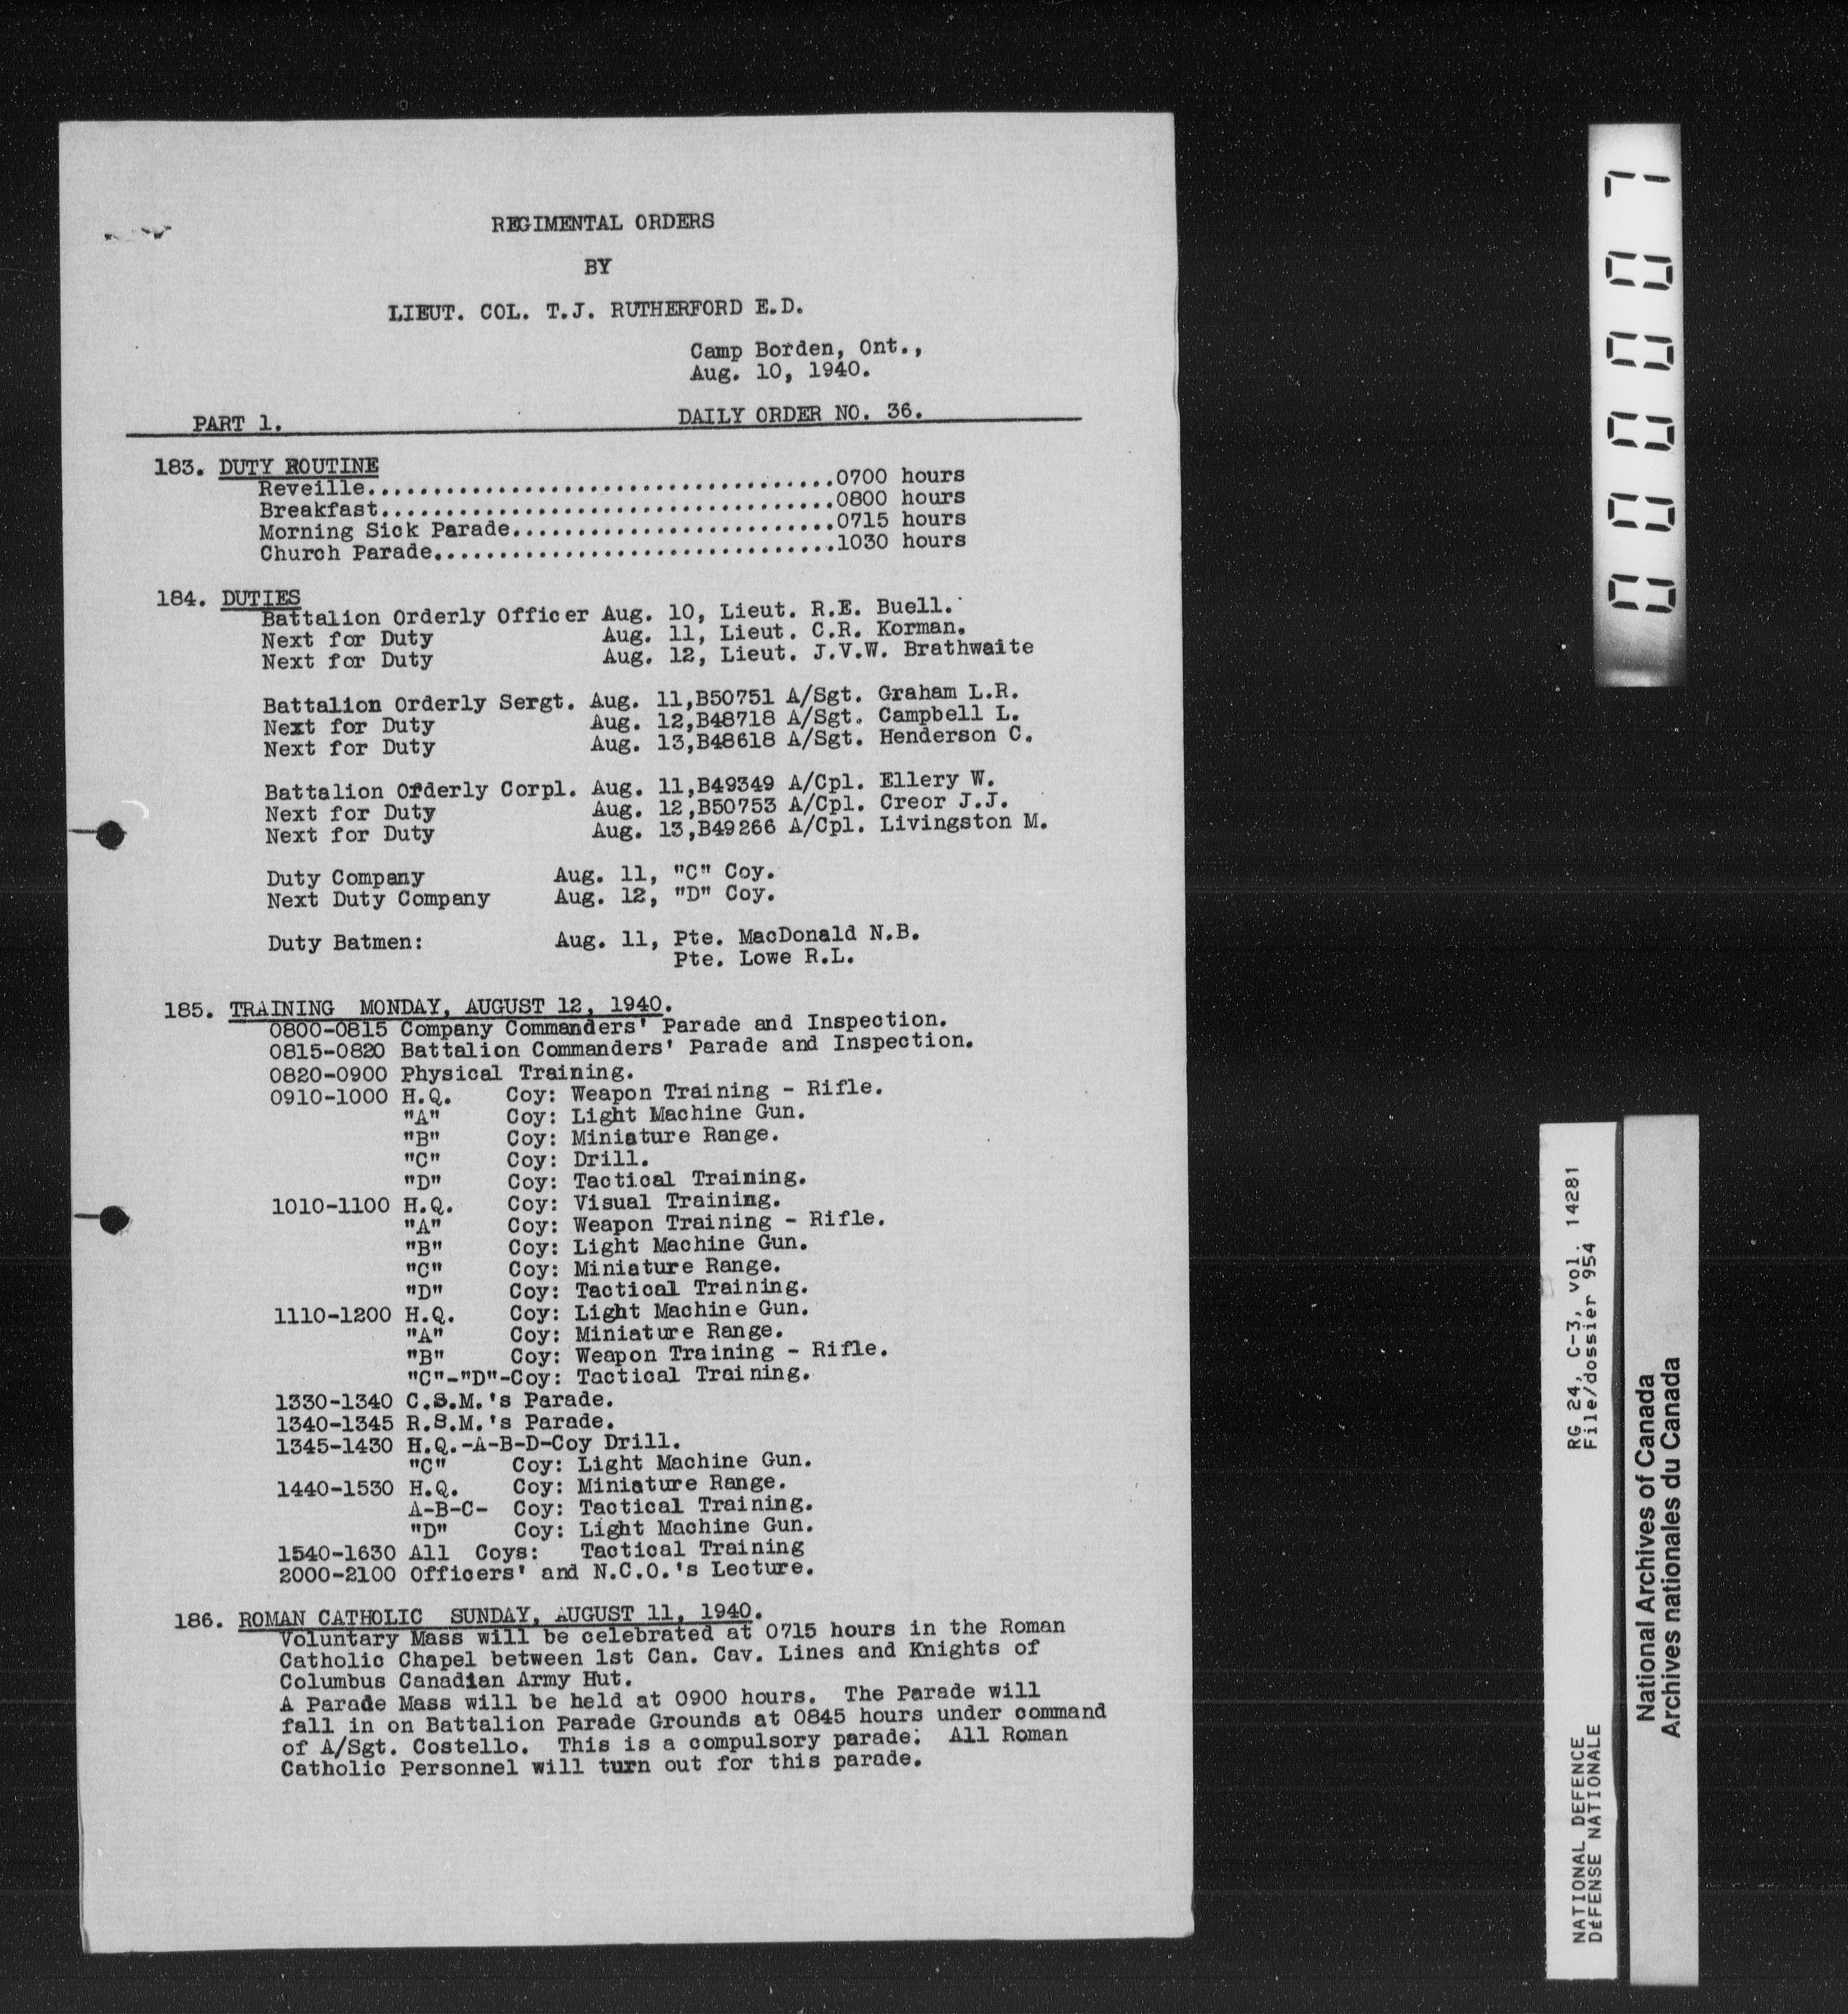 REGIMENTAL ORDERS
BY
LIEUT. COL. T.J. RUTHERFORD E.D.
Camp Borden, Ont.,
Aug. 10, 1940.
PART 1. DAILY ORDER NO. 36.
183. DUTY ROUTINE
Reveille....................................0700 hours
Breakfast...................................0800 hours
Morning Sick Parade.........................0715 hours
Church Parade...............................1030 hours
184. DUTIES
Battalion Orderly Officer Aug. 10, Lieut. R.E. Buell.
Next for Duty Aug. 11, Lieut. C.R. Korman.
Next for Duty Aug. 12, Lieut. J.V.W. Brathwaite
Battalion Orderly Sergt. Aug. 11,B50751 A/Sgt. Graham L.R.
Next for Duty Aug. 12,B48718 A/Sgt. Campbell L.
Next for Duty Aug. 13,B48618 A/Sgt. Henderson C.
Battalion Orderly Corpl. Aug. 11,B49349 A/Cpl. Ellery W.
Next for Duty Aug. 12,B50753 A/Cpl. Creor J.J.
Next for Duty Aug. 13,B49266 A/Cpl. Livingston M.
Duty Company Aug. 11, "C" Coy.
Next Duty Company Aug. 12, "D" Coy.
Duty Batmen: Aug. 11, Pte. MacDonald N.B.
Pte. Lowe R.L.
185. TRAINING MONDAY, AUGUST 12, 1940.
0800-0815 Company Commanders' Parade and Inspection.
0815-0820 Battalion Commanders' Parade and Inspection.
0820-0900 Physical Training.
0910-1000 H.Q. Coy: Weapon Training - Rifle.
"A" Coy: Light Machine Gun.
"B" Coy: Miniature Range.
"C" Coy: Drill.
"D" Coy: Tactical Training.
1010-1100 H.Q. Coy: Visual Training.
"A" Coy: Weapon Training - Rifle.
"B" Coy: Light Machine Gun.
"C" Coy: Miniature Range.
"D" Coy: Tactical Training.
1110-1200 H.Q. Coy: Light Machine Gun.
"A" Coy: Miniature Range.
"B" Coy: Weapon Training - Rifle.
"C"-"D"-Coy: Tactical Training.
1330-1340 C.S.M.'s Parade.
1340-1345 R.S.M.'s Parade.
1345-1430 H.Q.-A-B-D-Coy Drill.
"C" Coy: Light Machine Gun.
1440-1530 H.Q. Coy: Miniature Range.
A-B-C- Coy: Tactical Training.
"D" Coy: Light Machine Gun.
1540-1630 All Coys: Tactical Training
2000-2100 Officers' and N.C.O.'s Lecture.
186. ROMAN CATHOLIC SUNDAY, AUGUST 11, 1940.
Voluntary Mass will be celebrated at 0715 hours in the Roman
Catholic Chapel between 1st Can. Cav. Lines and Knights of
Columbus Canadian Army Hut.
A Parade Mass will be held at 0900 hours. The Parade will
fall in on Battalion Parade Grounds at 0845 hours under command
of A/Sgt. Costello. This is a compulsory parade. All Roman
Catholic Personnel will turn out for this parade.
000007
NATIONAL DEFENCE RG 24, C-3, vol. 14281
DéFENSE NATIONALE File/dossier 954
National Archives of Canada
Archives nationales du Canada